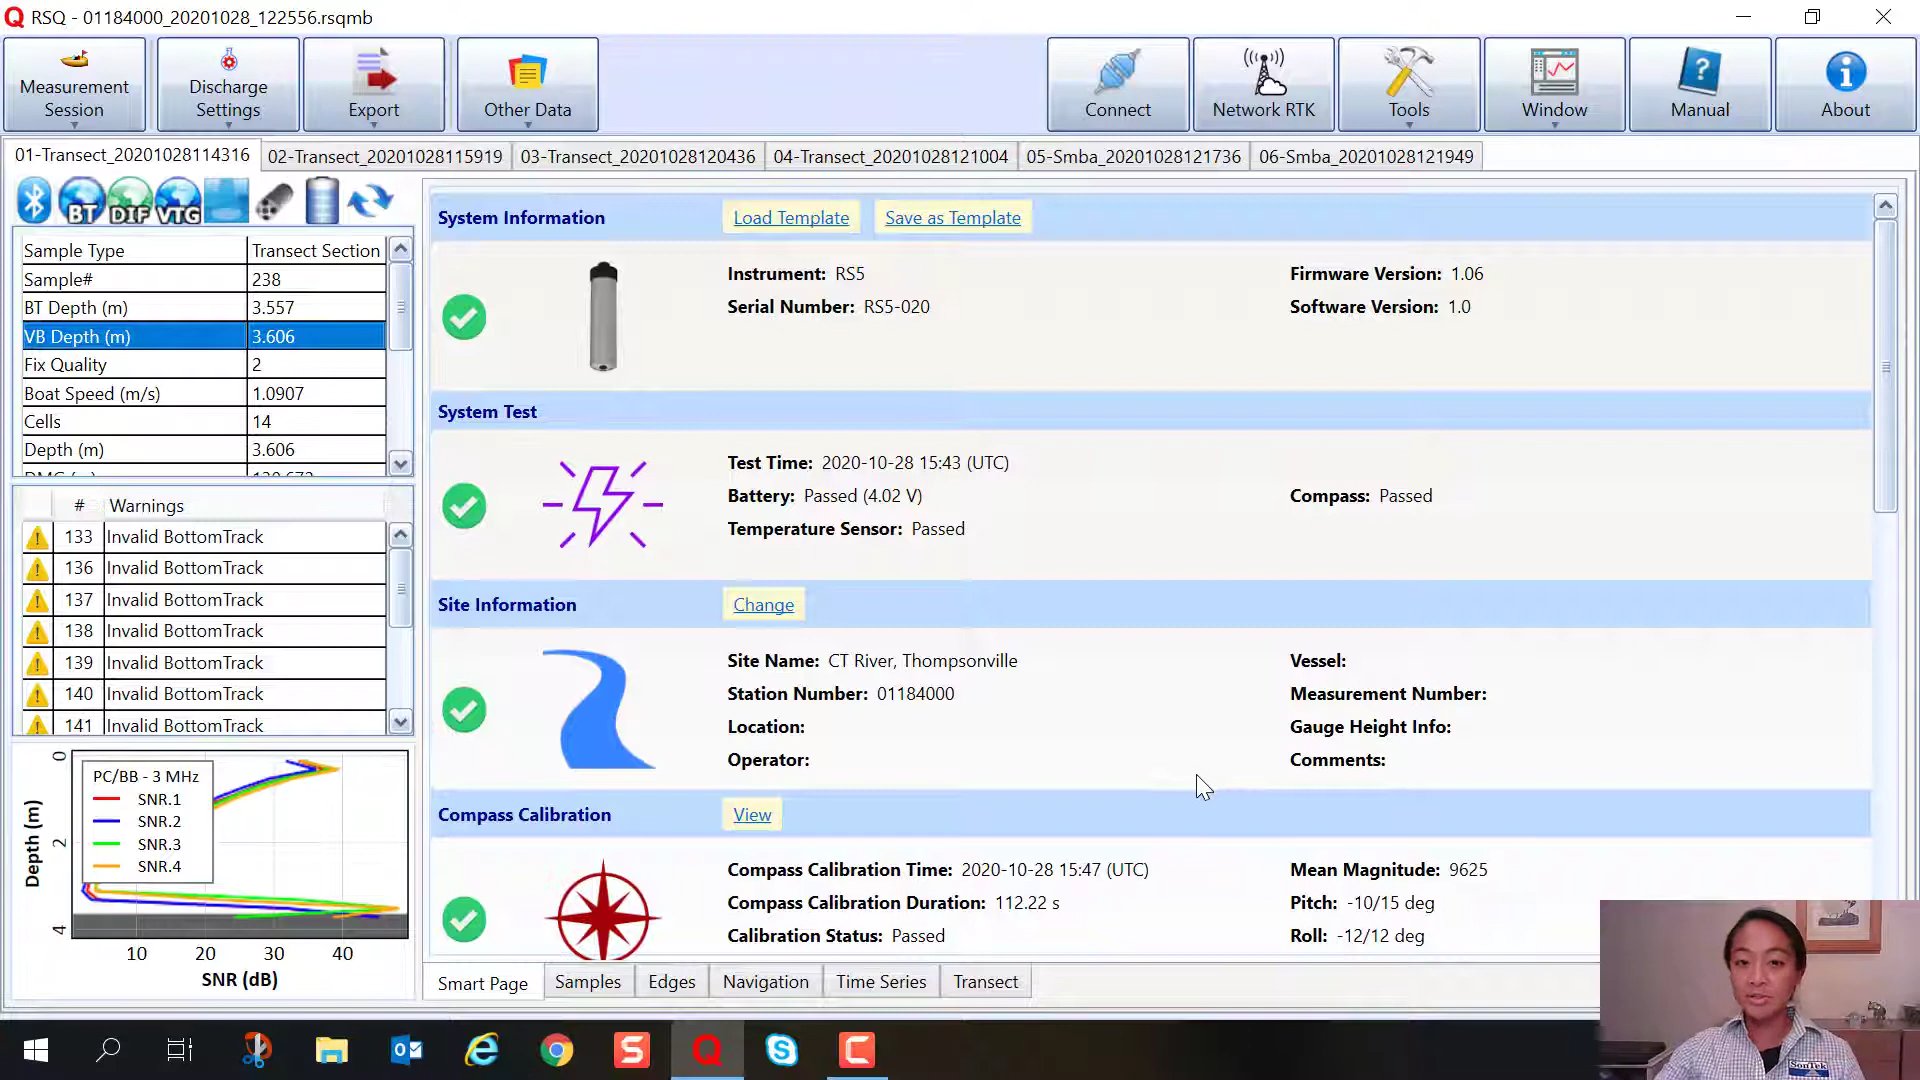 RSQ - 01184000_20201028_122556.rsqmb
Measurement Session
Discharge Settings
Export
Other Data
Connect
Network RTK
Tools
Window
Manual
About
01-Transect_20201028114316
02-Transect_20201028115919
03-Transect_20201028120436
04-Transect_20201028121004
05-Smba_20201028121736
06-Smba_20201028121949
BT
DIF
VTG
Sample Type Transect Section
Sample# 238
BT Depth (m) 3.557
VB Depth (m) 3.606
Fix Quality 2
Boat Speed (m/s) 1.0907
Cells 14
Depth (m) 3.606
# Warnings
133 Invalid BottomTrack
136 Invalid BottomTrack
137 Invalid BottomTrack
138 Invalid BottomTrack
139 Invalid BottomTrack
140 Invalid BottomTrack
141 Invalid BottomTrack
PC/BB - 3 MHz
SNR.1
SNR.2
SNR.3
SNR.4
Depth (m)
0
2
4
10 20 30 40
SNR (dB)
System Information Load Template Save as Template
Instrument: RS5 Firmware Version: 1.06
Serial Number: RS5-020 Software Version: 1.0
System Test
Test Time: 2020-10-28 15:43 (UTC)
Battery: Passed (4.02 V) Compass: Passed
Temperature Sensor: Passed
Site Information Change
Site Name: CT River, Thompsonville Vessel:
Station Number: 01184000 Measurement Number:
Location: Gauge Height Info:
Operator: Comments:
Compass Calibration View
Compass Calibration Time: 2020-10-28 15:47 (UTC) Mean Magnitude: 9625
Compass Calibration Duration: 112.22 s Pitch: -10/15 deg
Calibration Status: Passed Roll: -12/12 deg
Smart Page Samples Edges Navigation Time Series Transect
SonTek